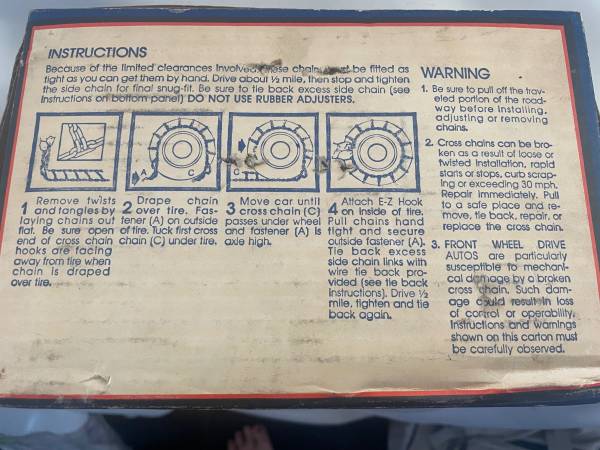 INSTRUCTIONS
Because of the limited clearances involved, these chains must be fitted as
tight as you can get them by hand. Drive about ½ mile, then stop and tighten
the side chain for final snug-fit. Be sure to tie back excess side chain (see
Instructions on bottom panel) DO NOT USE RUBBER ADJUSTERS.
A
C
C
1 Remove twists
and tangles by
laying chains out
flat. Be sure open
end of cross chain
hooks are facing
away from tire when
chain is draped
over tire.
2 Drape chain
over tire. Fas-
tener (A) on outside
of tire. Tuck first cross
chain (C) under tire.
3 Move car until
cross chain (C)
passes under wheel
and fastener (A) is
axle high.
4 Attach E-Z Hook
on inside of tire.
Pull chains hand
tight and secure
outside fastener (A).
Tie back excess
side chain links with
wire tie back pro-
vided (see tie back
instructions). Drive ½
mile, tighten and tie
back again.
WARNING
1. Be sure to pull off the trav-
eled portion of the road-
way before installing,
adjusting or removing
chains.
2. Cross chains can be bro-
ken as a result of loose or
twisted installation, rapid
starts or stops, curb scrap-
ing or exceeding 30 mph.
Repair immediately. Pull
to a safe place and re-
move, tie back, repair, or
replace the cross chain.
3. FRONT WHEEL DRIVE
AUTOS are particularly
susceptible to mechani-
cal damage by a broken
cross chain. Such dam-
age could result in loss
of control or operability.
Instructions and warnings
shown on this carton must
be carefully observed.